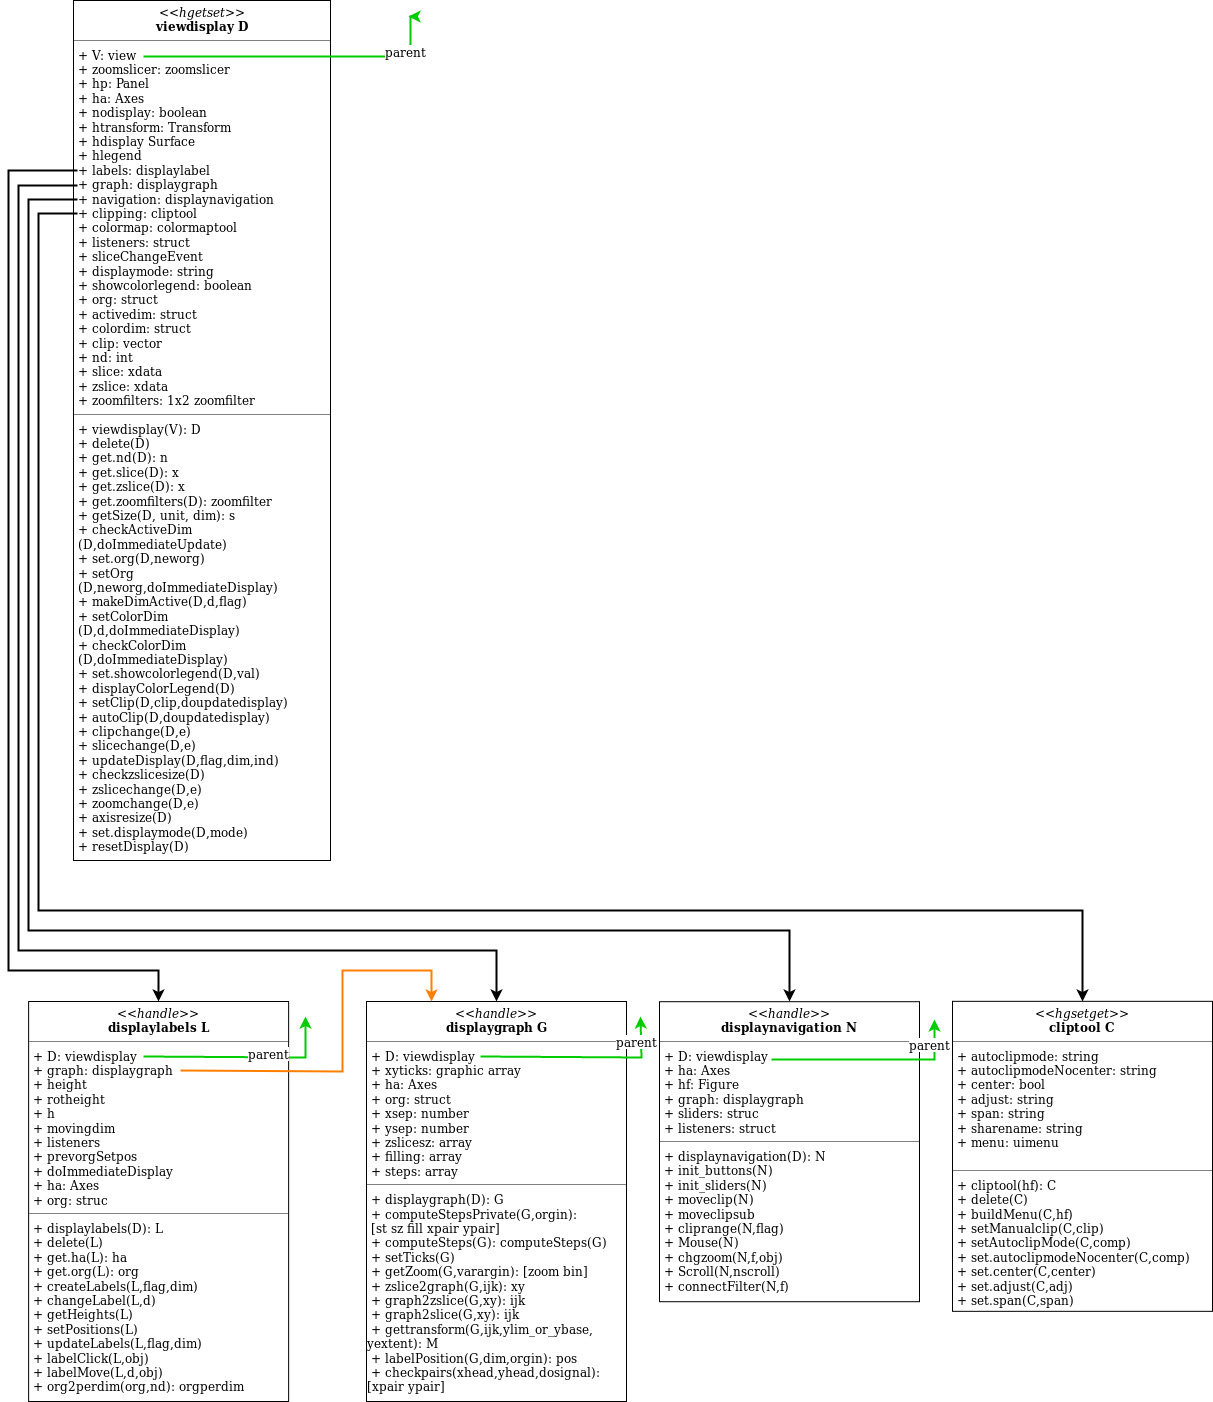 <<hgetset>>
viewdisplay D
+ V: view
parent
+ zoomslicer: zoomslicer
+ hp: Panel
+ ha: Axes
+ nodisplay: boolean
+ htransform: Transform
+ hdisplay Surface
+ hlegend
+ labels: displaylabel
+ graph: displaygraph
+ navigation: displaynavigation
+ clipping: cliptool
+ colormap: colormaptool
+ listeners: struct
+ sliceChangeEvent
+ displaymode: string
+ showcolorlegend: boolean
+ org: struct
+ activedim: struct
+ colordim: struct
+ clip: vector
+ nd: int
+ slice: xdata
+ zslice: xdata
+ zoomfilters: 1x2 zoomfilter
+ viewdisplay(V): D
+ delete(D)
+ get.nd(D): n
+ get.slice(D): x
+ get.zslice(D): x
+ get.zoomfilters(D): zoomfilter
+ getSize(D, unit, dim): s
+ checkActiveDim
(D,doImmediateUpdate)
+ set.org(D,neworg)
+ setOrg
(D,neworg,doImmediateDisplay)
+ makeDimActive(D,d,flag)
+ setColorDim
(D,d,doImmediateDisplay)
+ checkColorDim
(D,doImmediateDisplay)
+ set.showcolorlegend(D,val)
+ displayColorLegend(D)
+ setClip(D,clip,doupdatedisplay)
+ autoClip(D,doupdatedisplay)
+ clipchange(D,e)
+ slicechange(D,e)
+ updateDisplay(D,flag,dim,ind)
+ checkzslicesize(D)
+ zslicechange(D,e)
+ zoomchange(D,e)
+ axisresize(D)
+ set.displaymode(D,mode)
+ resetDisplay(D)
<<handle>>
displaylabels L
+ D: viewdisplay
parent
+ graph: displaygraph
+ height
+ rotheight
+ h
+ movingdim
+ listeners
+ prevorgSetpos
+ doImmediateDisplay
+ ha: Axes
+ org: struc
+ displaylabels(D): L
+ delete(L)
+ get.ha(L): ha
+ get.org(L): org
+ createLabels(L,flag,dim)
+ changeLabel(L,d)
+ getHeights(L)
+ setPositions(L)
+ updateLabels(L,flag,dim)
+ labelClick(L,obj)
+ labelMove(L,d,obj)
+ org2perdim(org,nd): orgperdim
<<handle>>
displaygraph G
+ D: viewdisplay
parent
+ xyticks: graphic array
+ ha: Axes
+ org: struct
+ xsep: number
+ ysep: number
+ zslicesz: array
+ filling: array
+ steps: array
+ displaygraph(D): G
+ computeStepsPrivate(G,orgin):
[st sz fill xpair ypair]
+ computeSteps(G): computeSteps(G)
+ setTicks(G)
+ getZoom(G,varargin): [zoom bin]
+ zslice2graph(G,ijk): xy
+ graph2zslice(G,xy): ijk
+ graph2slice(G,xy): ijk
+ gettransform(G,ijk,ylim_or_ybase,
yextent): M
+ labelPosition(G,dim,orgin): pos
+ checkpairs(xhead,yhead,dosignal):
[xpair ypair]
<<handle>>
displaynavigation N
+ D: viewdisplay
parent
+ ha: Axes
+ hf: Figure
+ graph: displaygraph
+ sliders: struc
+ listeners: struct
+ displaynavigation(D): N
+ init_buttons(N)
+ init_sliders(N)
+ moveclip(N)
+ moveclipsub
+ cliprange(N,flag)
+ Mouse(N)
+ chgzoom(N,f,obj)
+ Scroll(N,nscroll)
+ connectFilter(N,f)
<<hgsetget>>
cliptool C
+ autoclipmode: string
+ autoclipmodeNocenter: string
+ center: bool
+ adjust: string
+ span: string
+ sharename: string
+ menu: uimenu
+ cliptool(hf): C
+ delete(C)
+ buildMenu(C,hf)
+ setManualclip(C,clip)
+ setAutoclipMode(C,comp)
+ set.autoclipmodeNocenter(C,comp)
+ set.center(C,center)
+ set.adjust(C,adj)
+ set.span(C,span)